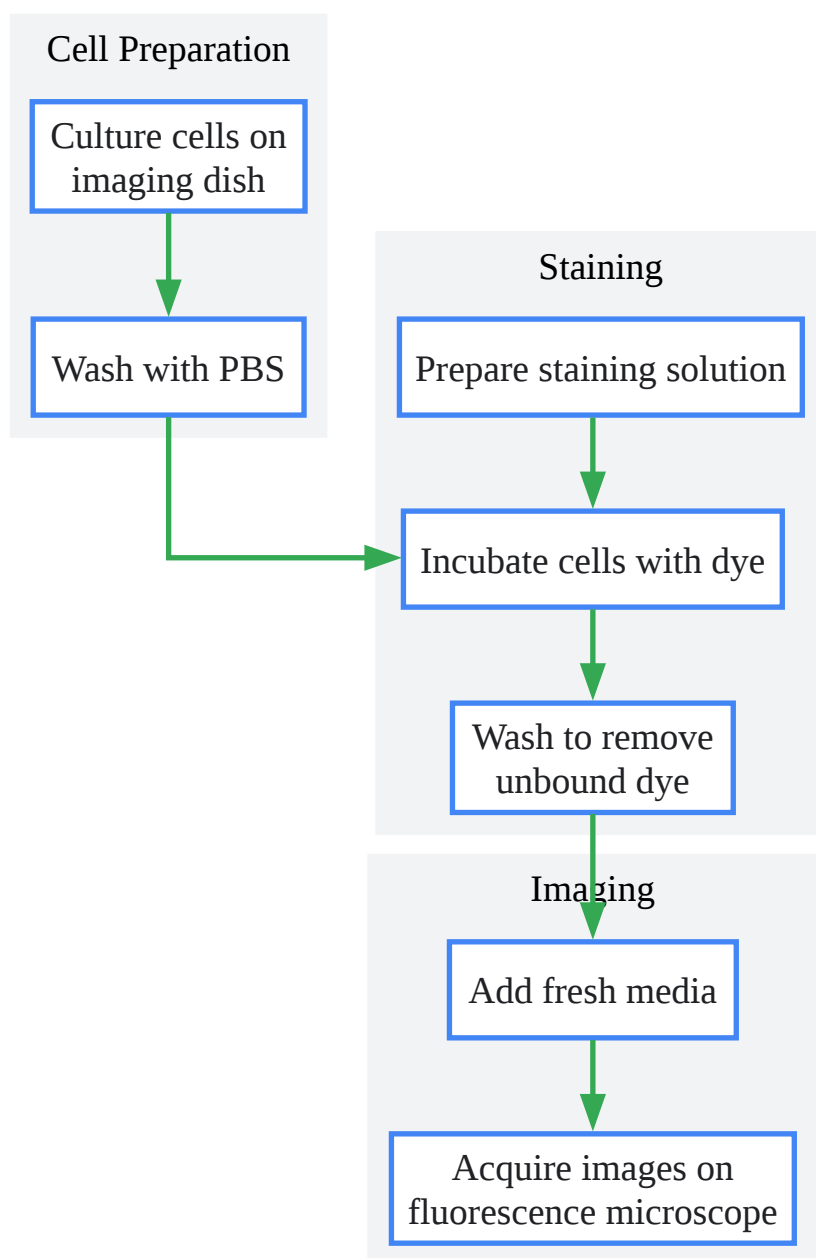 Cell Preparation
Culture cells on
imaging dish
Wash with PBS
Staining
Prepare staining solution
Incubate cells with dye
Wash to remove
unbound dye
Imaging
Add fresh media
Acquire images on
fluorescence microscope